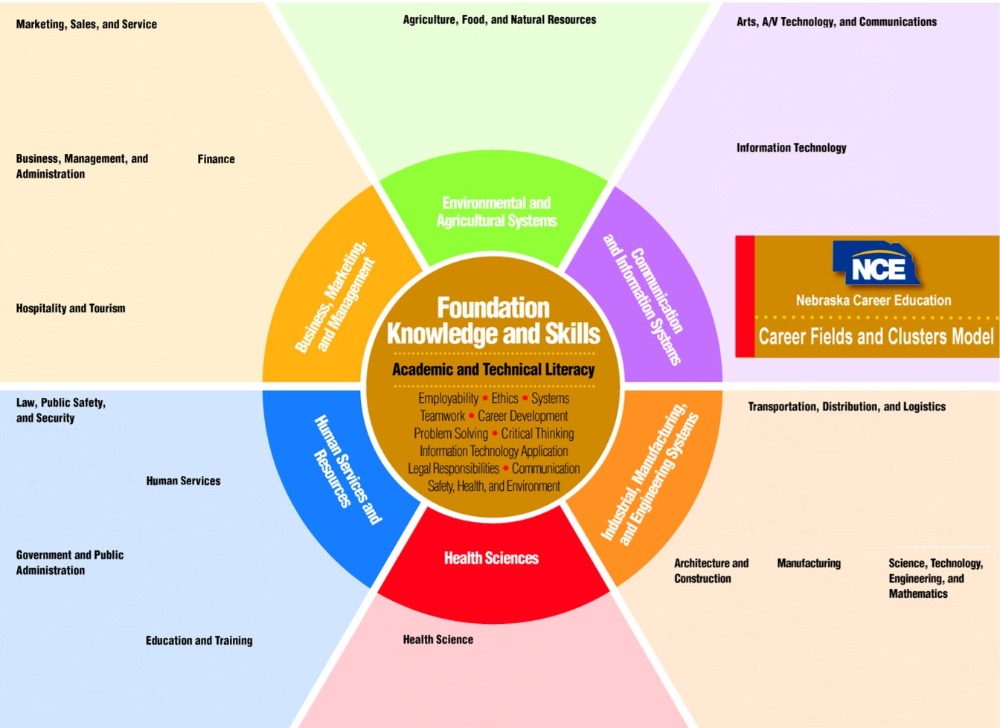 Marketing, Sales, and Service
Agriculture, Food, and Natural Resources
Arts, A/V Technology, and Communications
Information Technology
Business, Management, and
Administration
Finance
Hospitality and Tourism
Environmental and
Agricultural Systems
Business, Marketing,
and Management
Communication
and Information Systems
NCE
Nebraska Career Education
Career Fields and Clusters Model
Foundation
Knowledge and Skills
Academic and Technical Literacy
Employability • Ethics • Systems
Teamwork • Career Development
Problem Solving • Critical Thinking
Information Technology Application
Legal Responsibilities • Communication
Safety, Health, and Environment
Law, Public Safety,
and Security
Human Services
Government and Public
Administration
Education and Training
Human Services and
Resources
Health Sciences
Health Science
Industrial, Manufacturing,
and Engineering Systems
Transportation, Distribution, and Logistics
Architecture and
Construction
Manufacturing
Science, Technology,
Engineering, and
Mathematics